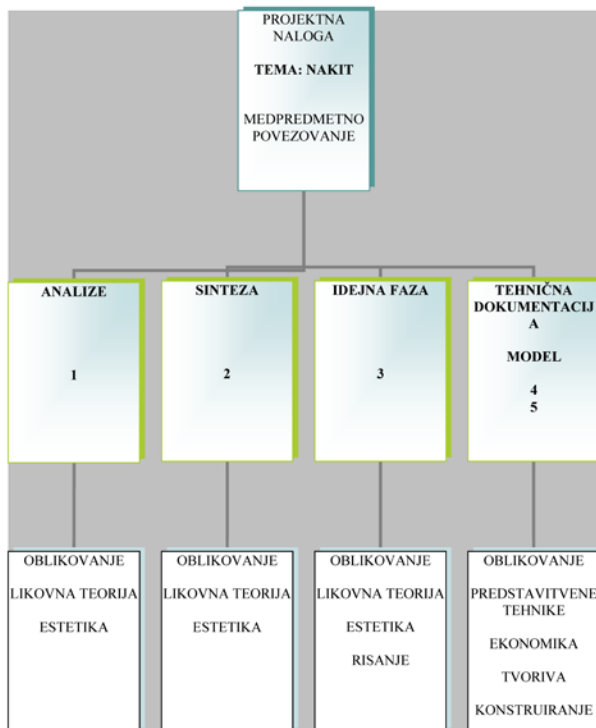 PROJEKTNA
NALOGA
TEMA: NAKIT
MEDPREDMETNO
POVEZOVANJE
ANALIZE
1
SINTEZA
2
IDEJNA FAZA
3
TEHNIČNA
DOKUMENTACIJ
A
MODEL
4
5
OBLIKOVANJE
LIKOVNA TEORIJA
ESTETIKA
OBLIKOVANJE
LIKOVNA TEORIJA
ESTETIKA
OBLIKOVANJE
LIKOVNA TEORIJA
ESTETIKA
RISANJE
OBLIKOVANJE
PREDSTAVITVENE
TEHNIKE
EKONOMIKA
TVORIVA
KONSTRUIRANJE